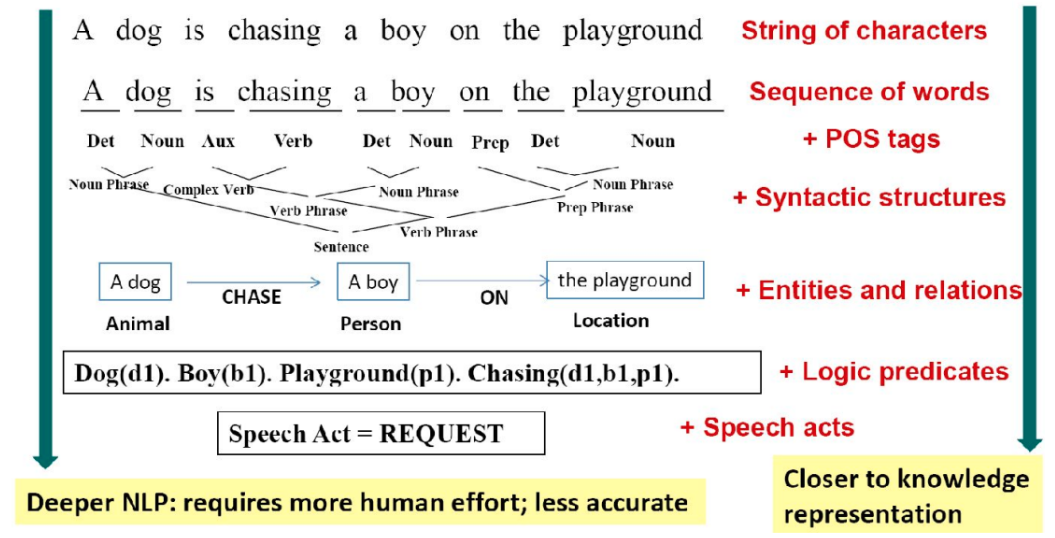 A dog is chasing a boy on the playground String of characters
A dog is chasing a boy on the playground Sequence of words
Det Noun Aux Verb Det Noun Prep Det Noun + POS tags
Noun Phrase Complex Verb Noun Phrase Noun Phrase
+ Syntactic structures
Verb Phrase Prep Phrase
Verb Phrase
Sentence
A dog CHASE A boy ON the playground + Entities and relations
Animal Person Location
Dog(d1). Boy(b1). Playground(p1). Chasing(d1,b1,p1). + Logic predicates
Speech Act = REQUEST + Speech acts
Deeper NLP: requires more human effort; less accurate
Closer to knowledge
representation